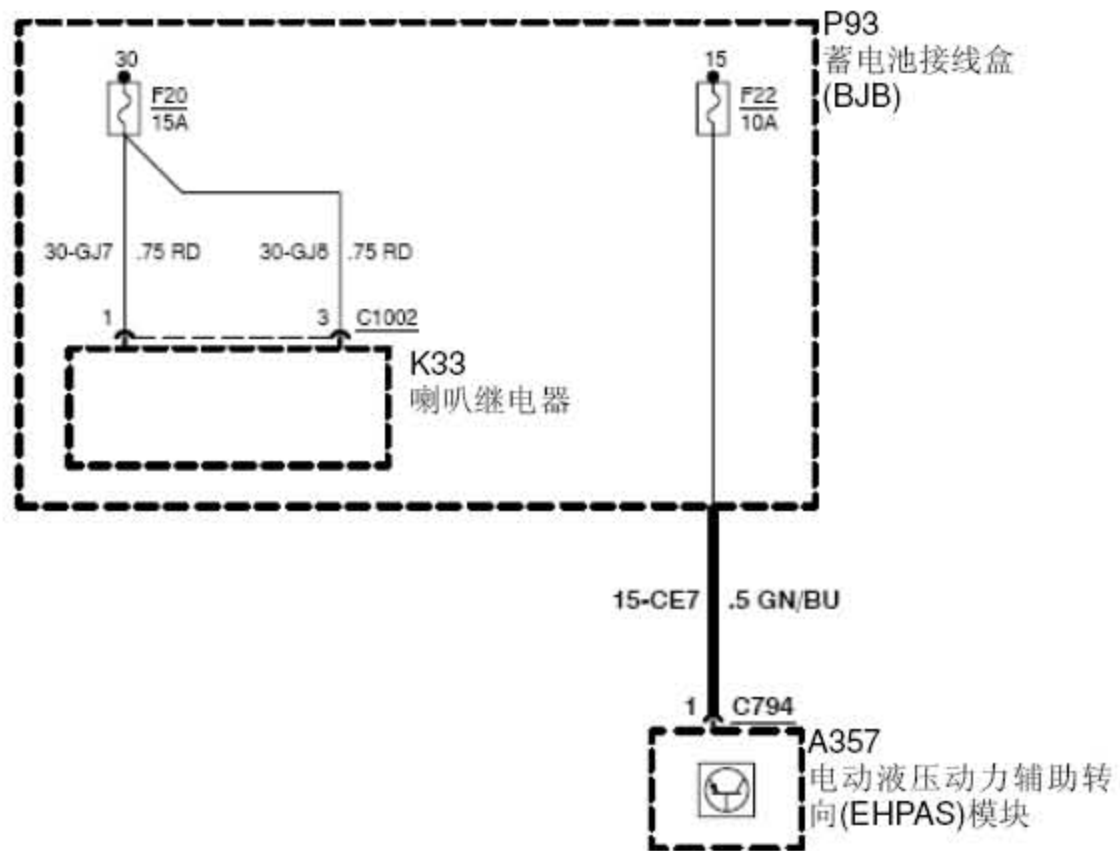 P93
蓄电池接线盒
(BJB)
30
F20
15A
15
F22
10A
30-GJ7 .75 RD
30-GJ8 .75 RD
1
3 C1002
K33
喇叭继电器
15-CE7 .5 GN/BU
1 C794
A357
电动液压动力辅助转
向(EHPAS)模块